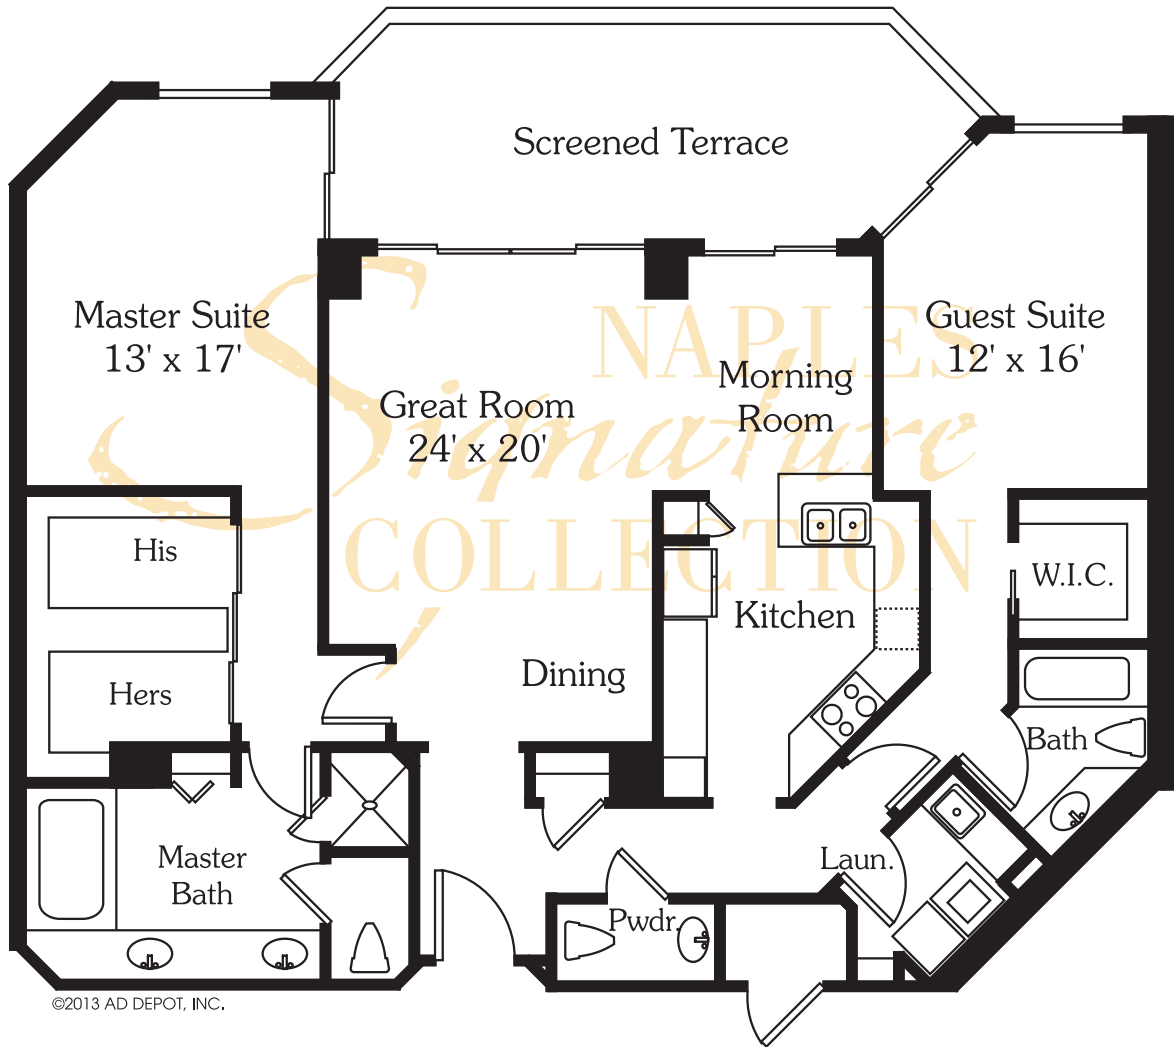 Screened Terrace
Master Suite
13' x 17'
Great Room
24' x 20'
Morning
Room
Guest Suite
12' x 16'
NAPLES
Signature
COLLECTION
His
Hers
Kitchen
Dining
W.I.C.
Bath
Master
Bath
Laun.
Pwdr.
©2013 AD DEPOT, INC.